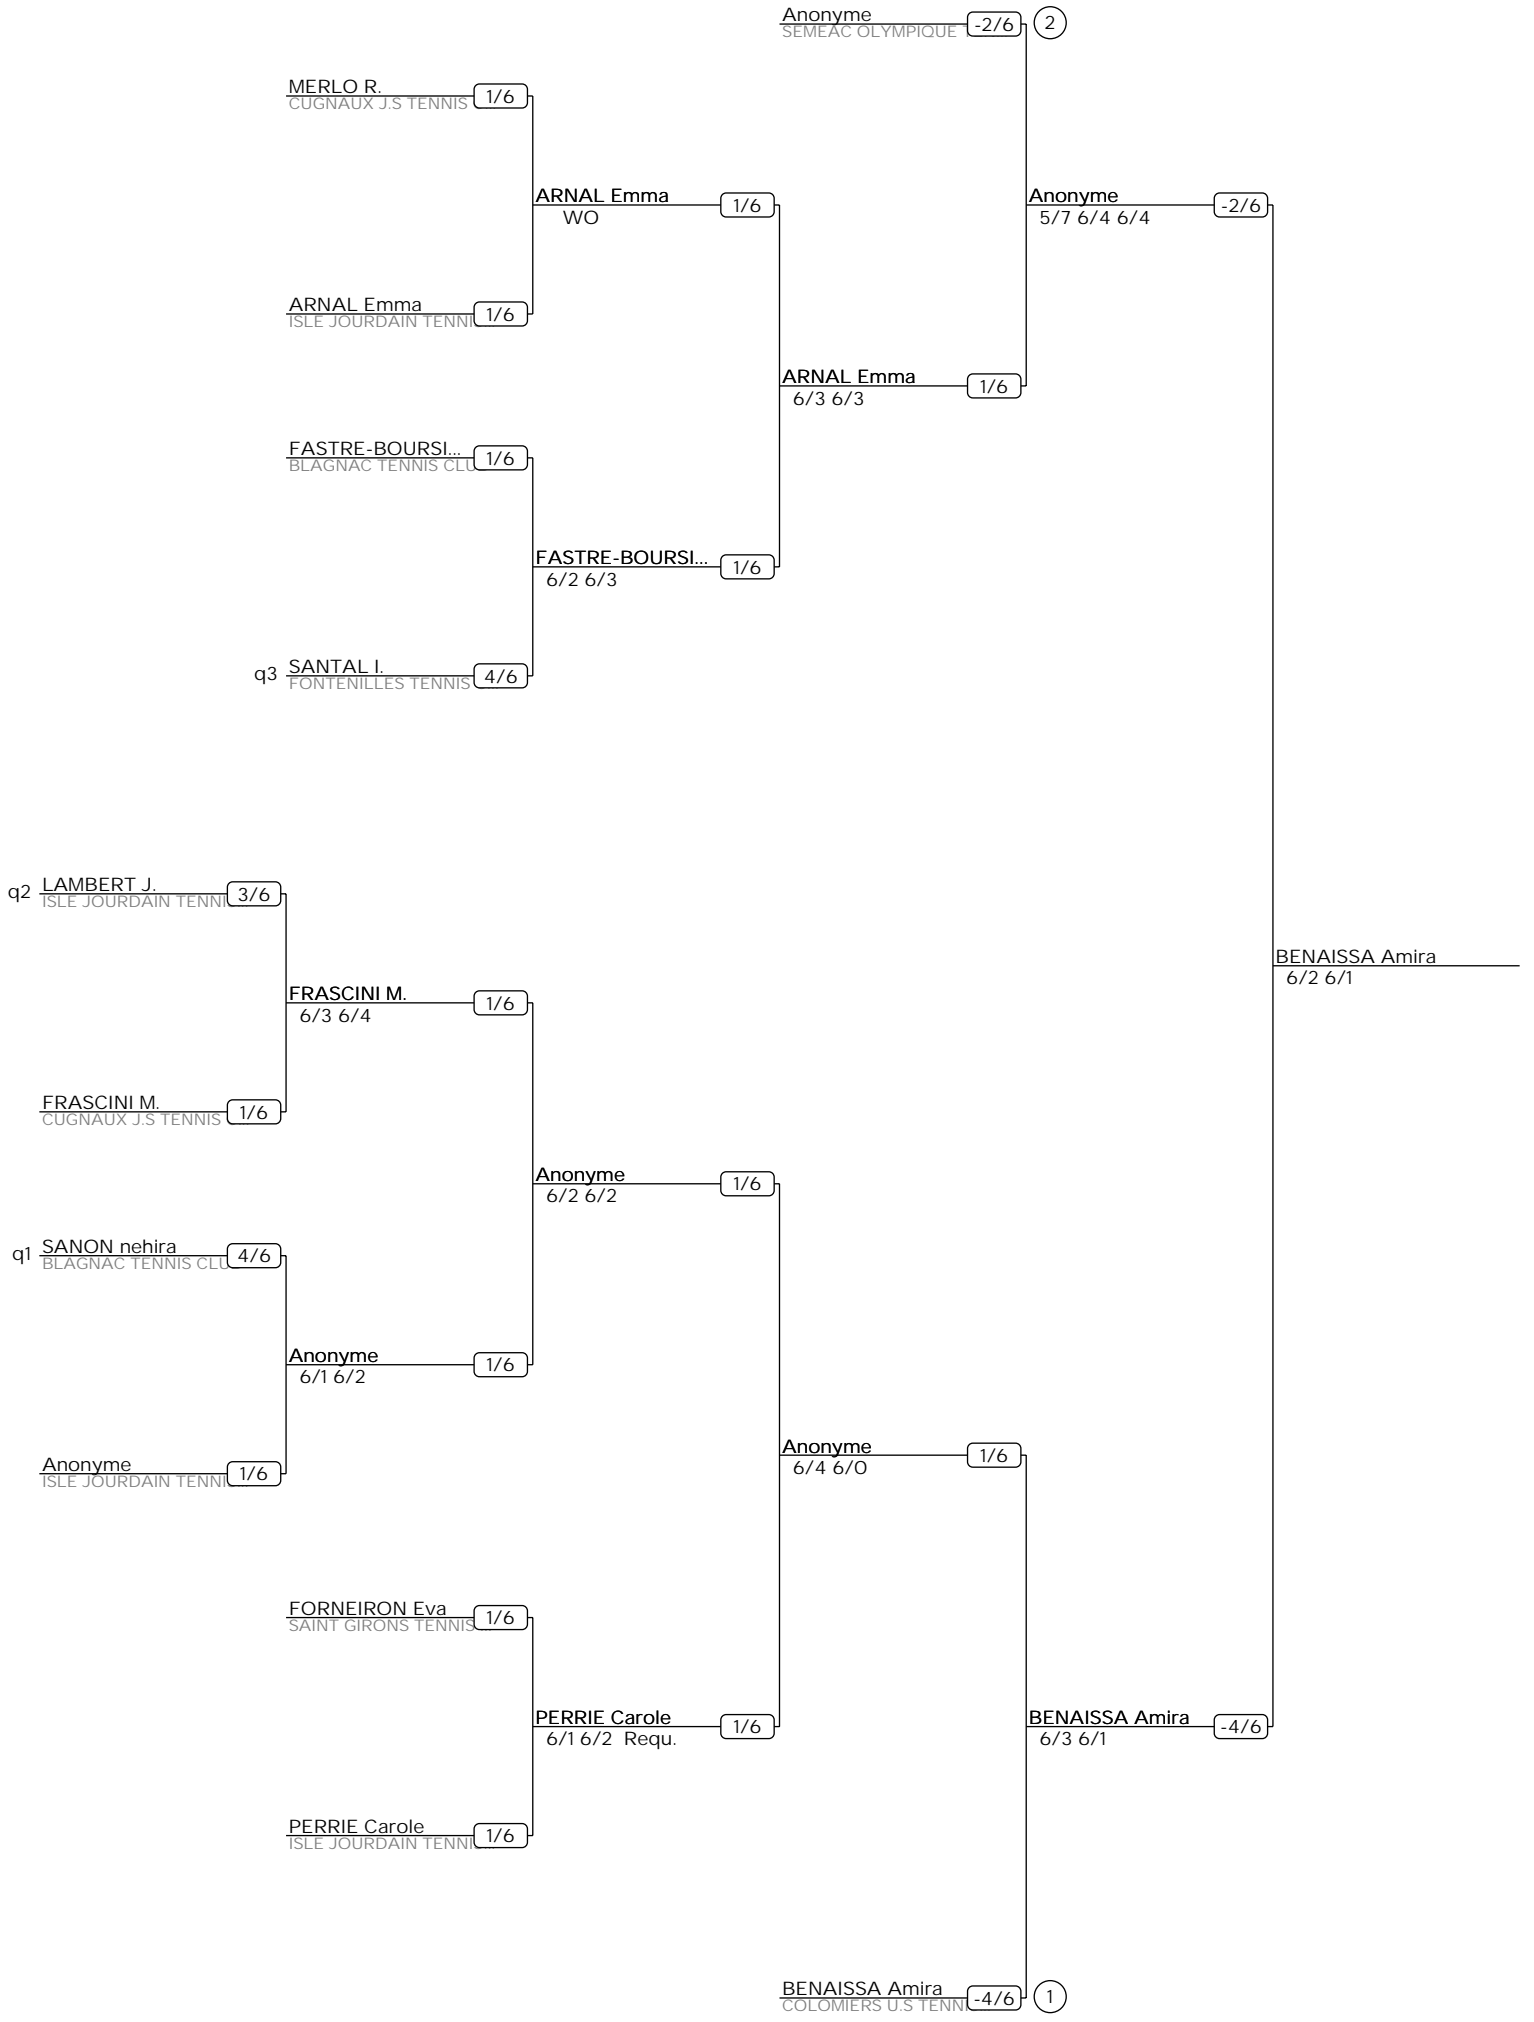 Anonyme
SEMEAC OLYMPIQUE
-2/6
2
MERLO R.
CUGNAUX J.S TENNIS
1/6
ARNAL Emma
WO
1/6
Anonyme
5/7 6/4 6/4
-2/6
ARNAL Emma
ISLE JOURDAIN TENNI
1/6
ARNAL Emma
6/3 6/3
1/6
FASTRE-BOURSI...
BLAGNAC TENNIS CLU
1/6
FASTRE-BOURSI...
6/2 6/3
1/6
q3
SANTAL I.
FONTENILLES TENNIS
4/6
q2
LAMBERT J.
ISLE JOURDAIN TENNI
3/6
BENAISSA Amira
6/2 6/1
FRASCINI M.
6/3 6/4
1/6
FRASCINI M.
CUGNAUX J.S TENNIS
1/6
Anonyme
6/2 6/2
1/6
q1
SANON nehira
BLAGNAC TENNIS CLU
4/6
Anonyme
6/1 6/2
1/6
Anonyme
6/4 6/0
1/6
Anonyme
ISLE JOURDAIN TENNI
1/6
FORNEIRON Eva
SAINT GIRONS TENNIS
1/6
PERRIE Carole
6/1 6/2 Requ.
1/6
BENAISSA Amira
6/3 6/1
-4/6
PERRIE Carole
ISLE JOURDAIN TENNI
1/6
BENAISSA Amira
COLOMIERS U.S TENNI
-4/6
1